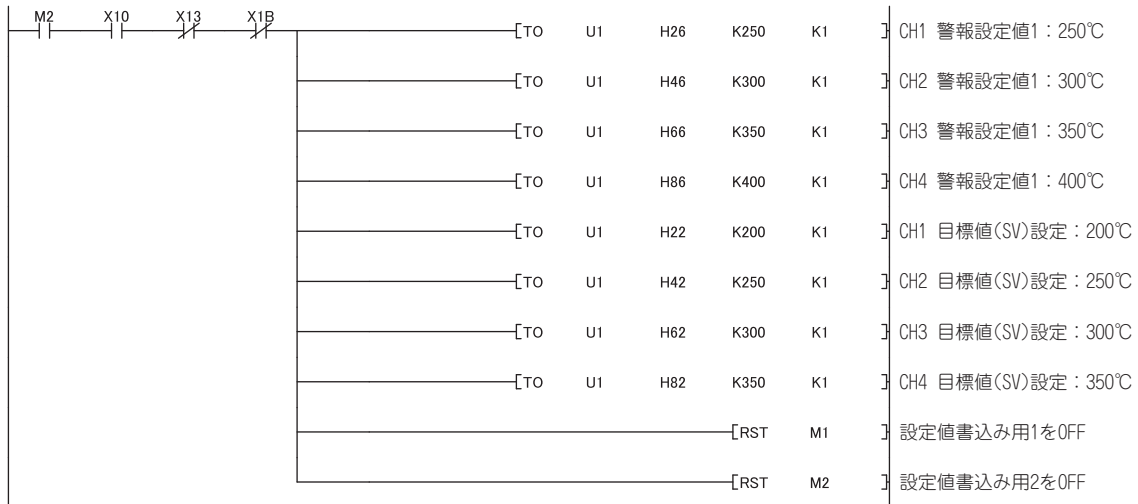 M2 X10 X13 X1B
[TO U1 H26 K250 K1 ] CH1 警報設定値1：250℃
[TO U1 H46 K300 K1 ] CH2 警報設定値1：300℃
[TO U1 H66 K350 K1 ] CH3 警報設定値1：350℃
[TO U1 H86 K400 K1 ] CH4 警報設定値1：400℃
[TO U1 H22 K200 K1 ] CH1 目標値(SV)設定：200℃
[TO U1 H42 K250 K1 ] CH2 目標値(SV)設定：250℃
[TO U1 H62 K300 K1 ] CH3 目標値(SV)設定：300℃
[TO U1 H82 K350 K1 ] CH4 目標値(SV)設定：350℃
[RST M1 ] 設定値書込み用1をOFF
[RST M2 ] 設定値書込み用2をOFF